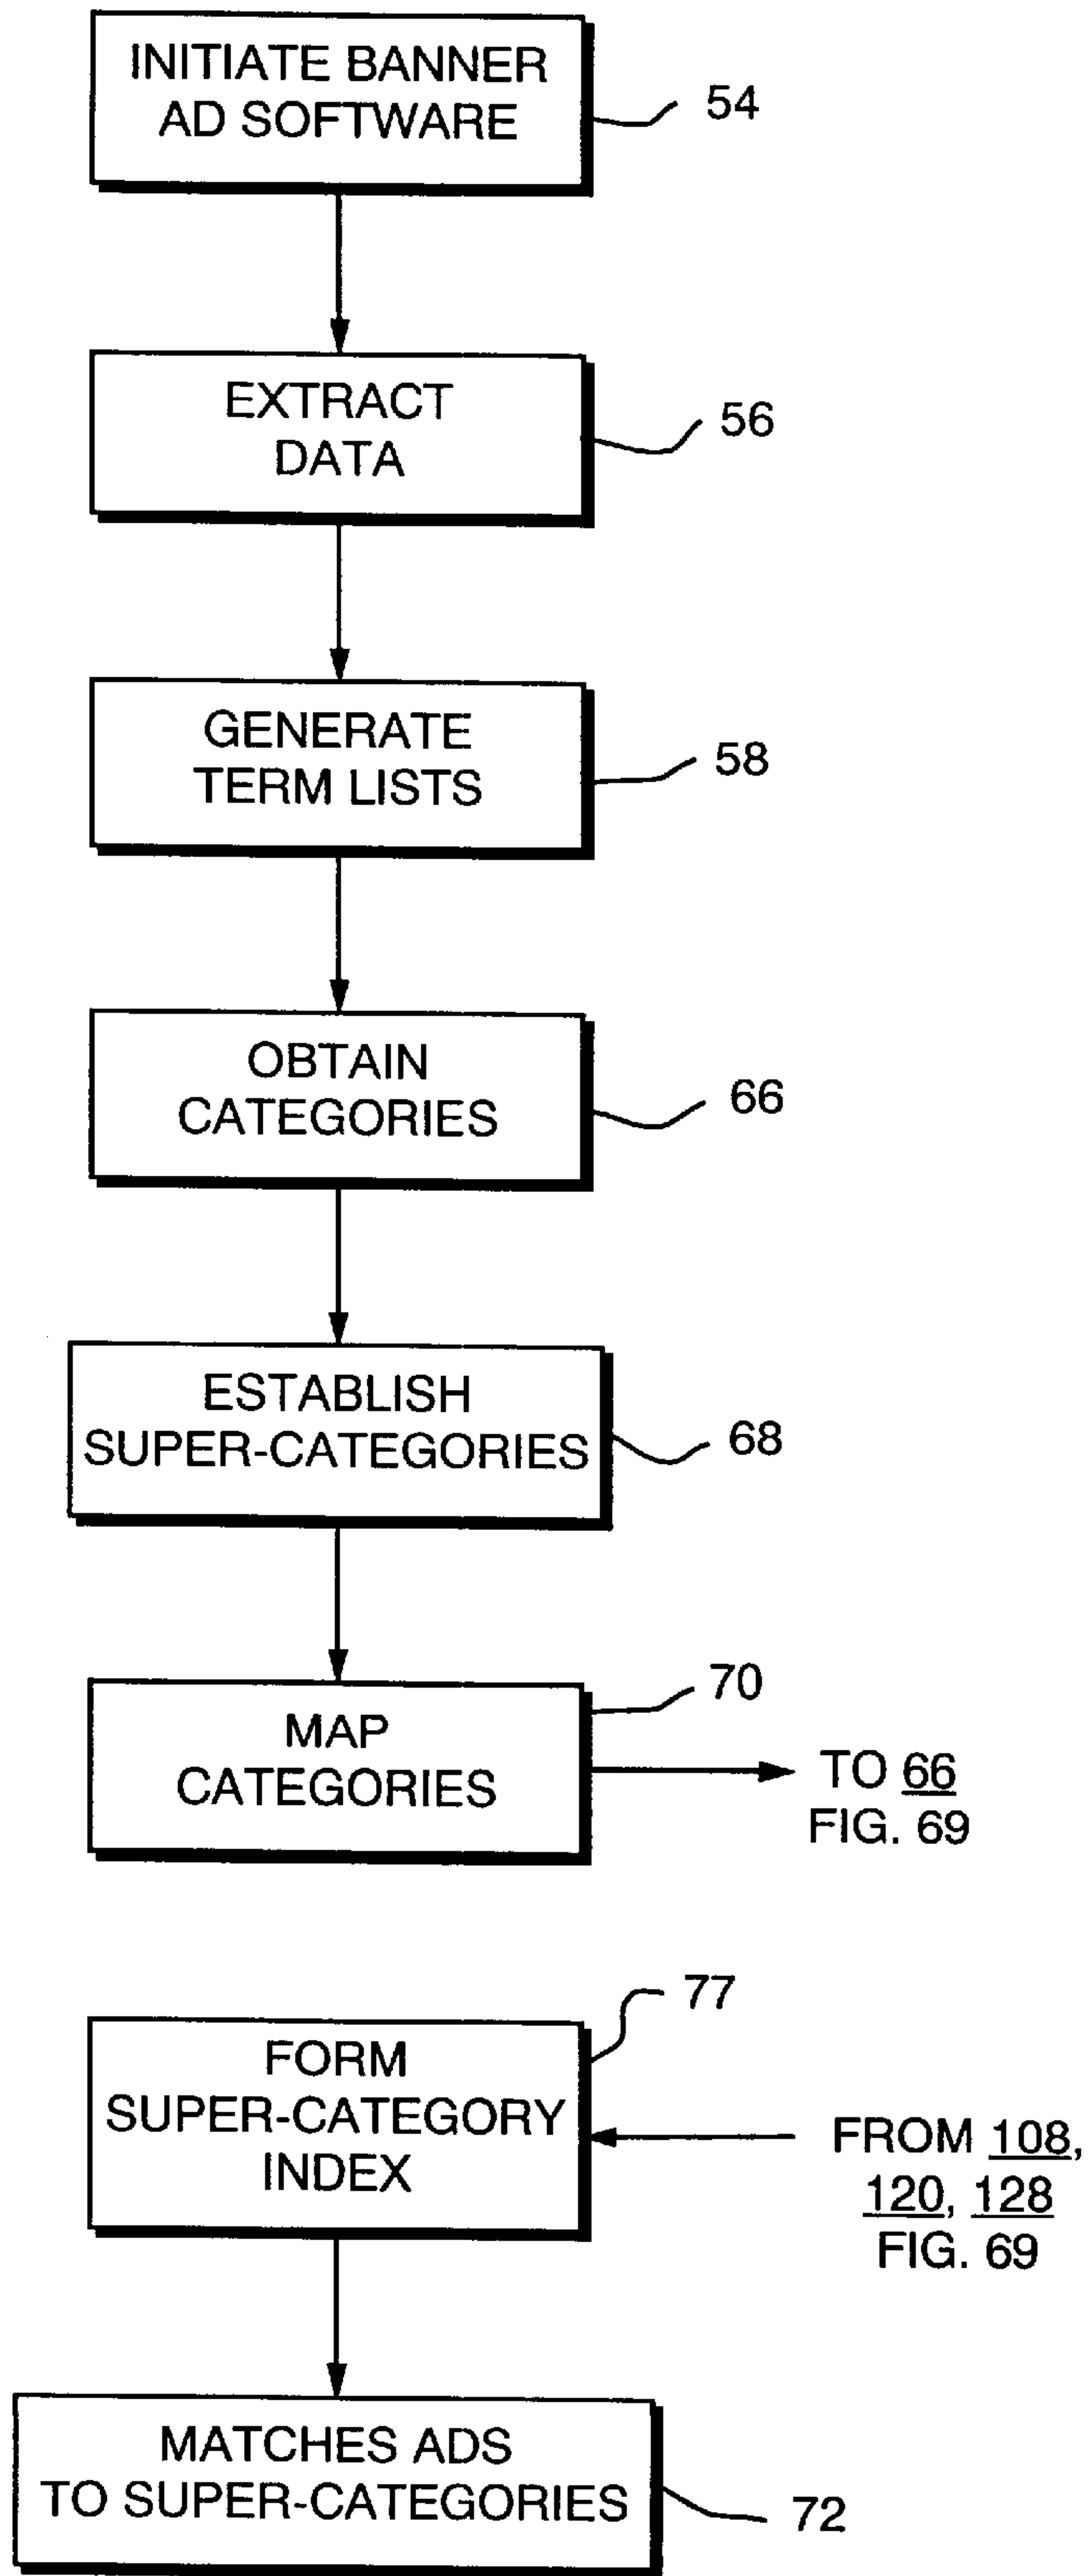 INITIATE BANNER
AD SOFTWARE
54
EXTRACT
DATA
56
GENERATE
TERM LISTS
58
OBTAIN
CATEGORIES
66
ESTABLISH
SUPER-CATEGORIES
68
MAP
CATEGORIES
70
TO 66
FIG. 69
FORM
SUPER-CATEGORY
INDEX
77
FROM 108,
120, 128
FIG. 69
MATCHES ADS
TO SUPER-CATEGORIES
72